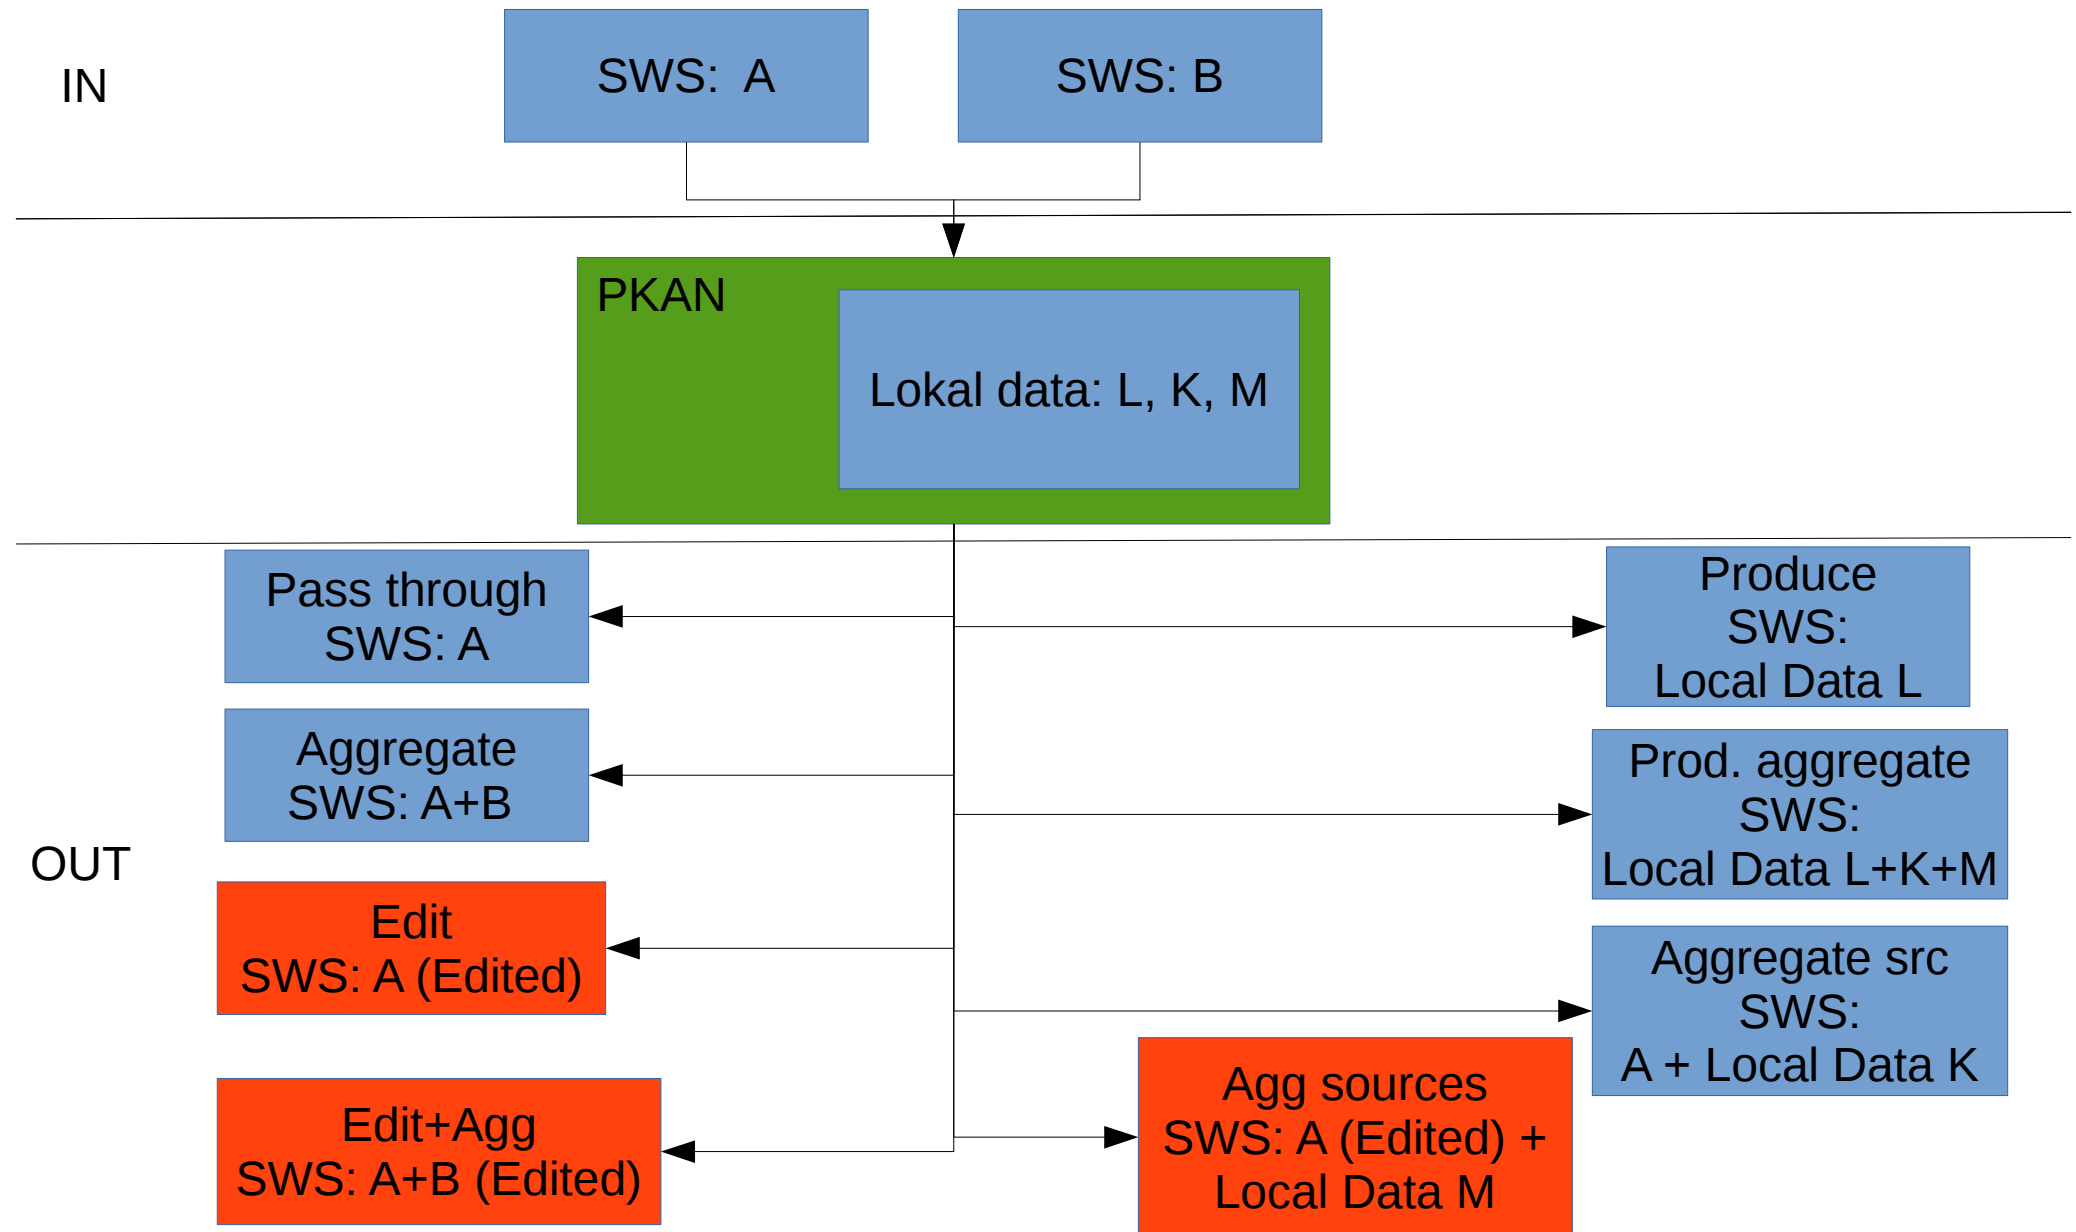 IN
SWS:  A
SWS: B
PKAN
Lokal data: L, K, M
OUT
Pass through
SWS: A
Aggregate
SWS: A+B
Edit
SWS: A (Edited)
Edit+Agg
SWS: A+B (Edited)
Produce
SWS:
Local Data L
Prod. aggregate
SWS:
Local Data L+K+M
Aggregate src
SWS:
A + Local Data K
Agg sources
SWS: A (Edited) +
Local Data M